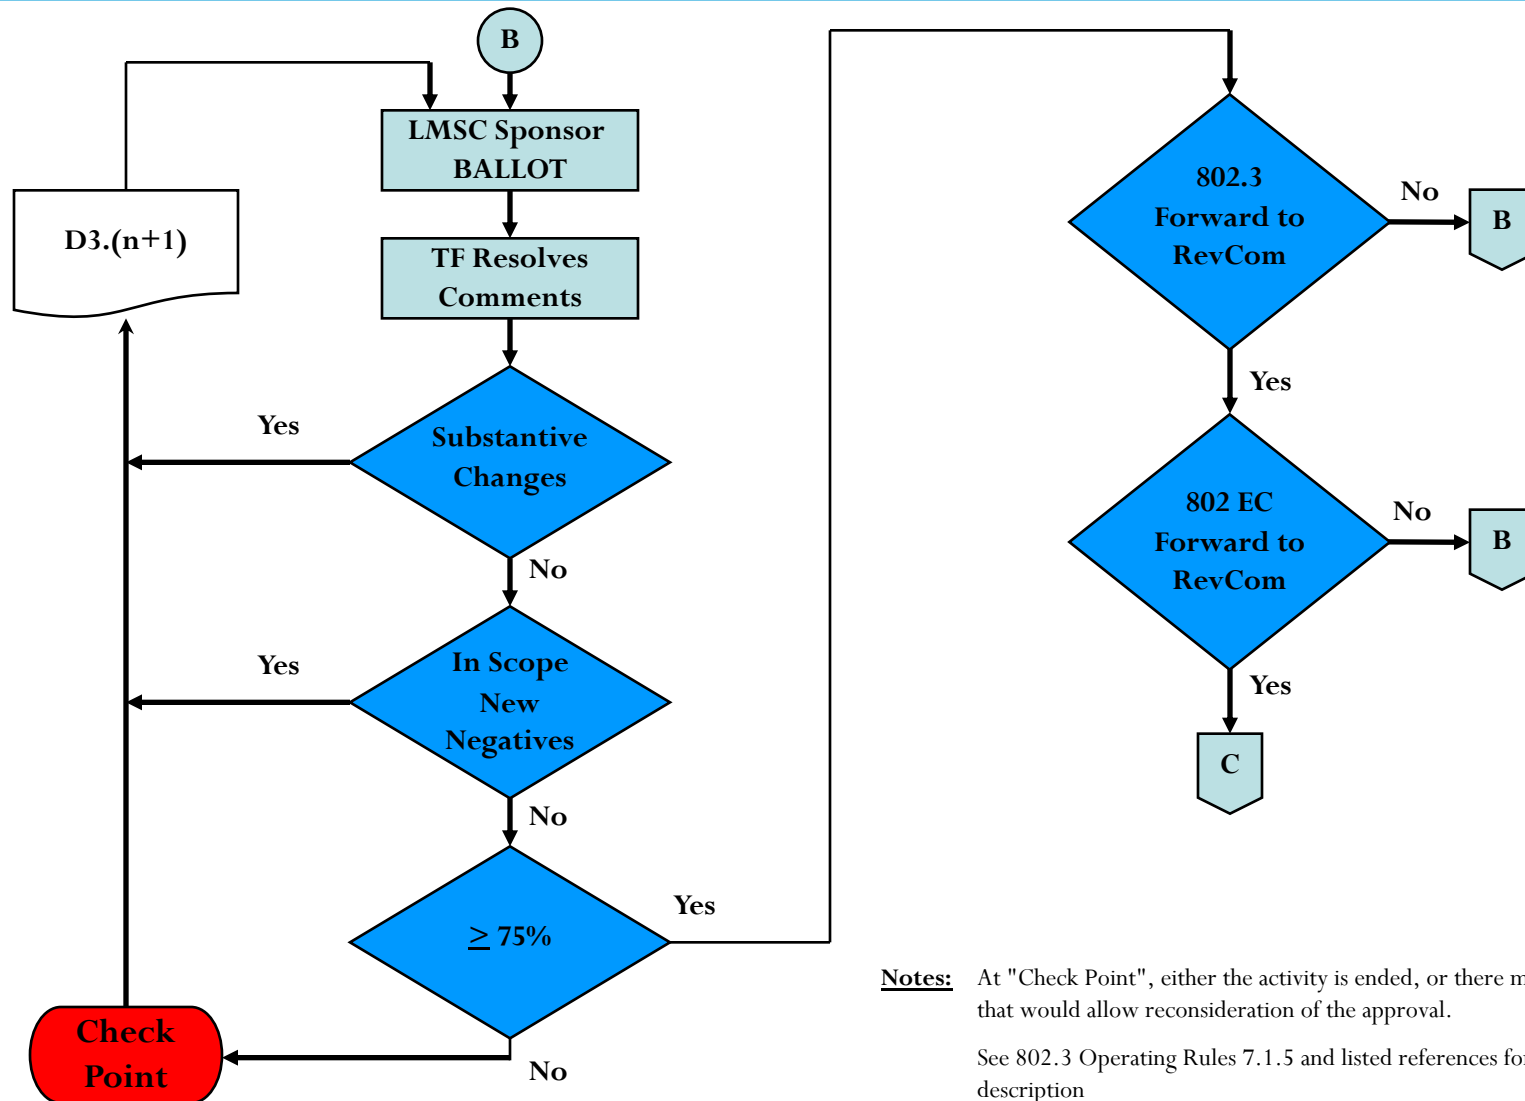 B
LMSC Sponsor
BALLOT
D3.(n+1)
TF Resolves
Comments
Substantive
Changes
Yes
No
In Scope
New
Negatives
Yes
No
≥ 75%
Yes
No
Check
Point
802.3
Forward to
RevCom
No
B
Yes
802 EC
Forward to
RevCom
No
B
Yes
C
Notes: At "Check Point", either the activity is ended, or there
that would allow reconsideration of the approval.
See 802.3 Operating Rules 7.1.5 and listed references for
description